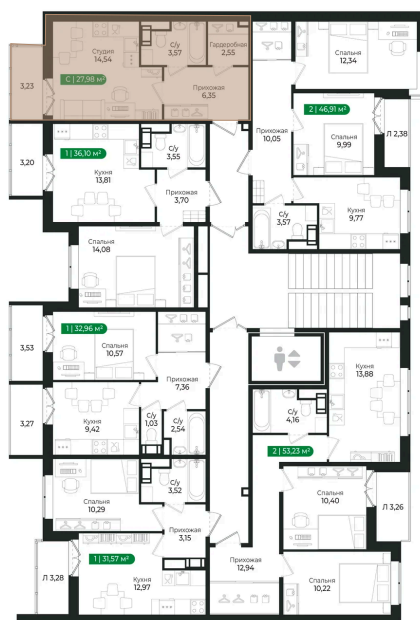 Студия
14,54
С/у
3,57
Гардеробная
2,55
Спальня
12,34
3,23
С | 27,98 м²
Прихожая
6,35
2 | 46,91 м²
Л 2,38
1 | 36,10 м²
С/у
3,55
Прихожая
10,05
Спальня
9,99
3,20
Кухня
13,81
Прихожая
3,70
С/у
3,57
Кухня
9,77
Спальня
14,08
1 | 32,96 м²
3,53
Спальня
10,57
Кухня
13,88
Прихожая
7,36
3,27
Кухня
9,42
С/у
1,03
С/у
2,54
С/у
4,16
2 | 53,23 м²
Спальня
10,29
С/у
3,52
Спальня
10,40
Л 3,26
Прихожая
3,15
1 | 31,57 м²
Л 3,28
Кухня
12,97
Прихожая
12,94
Спальня
10,22